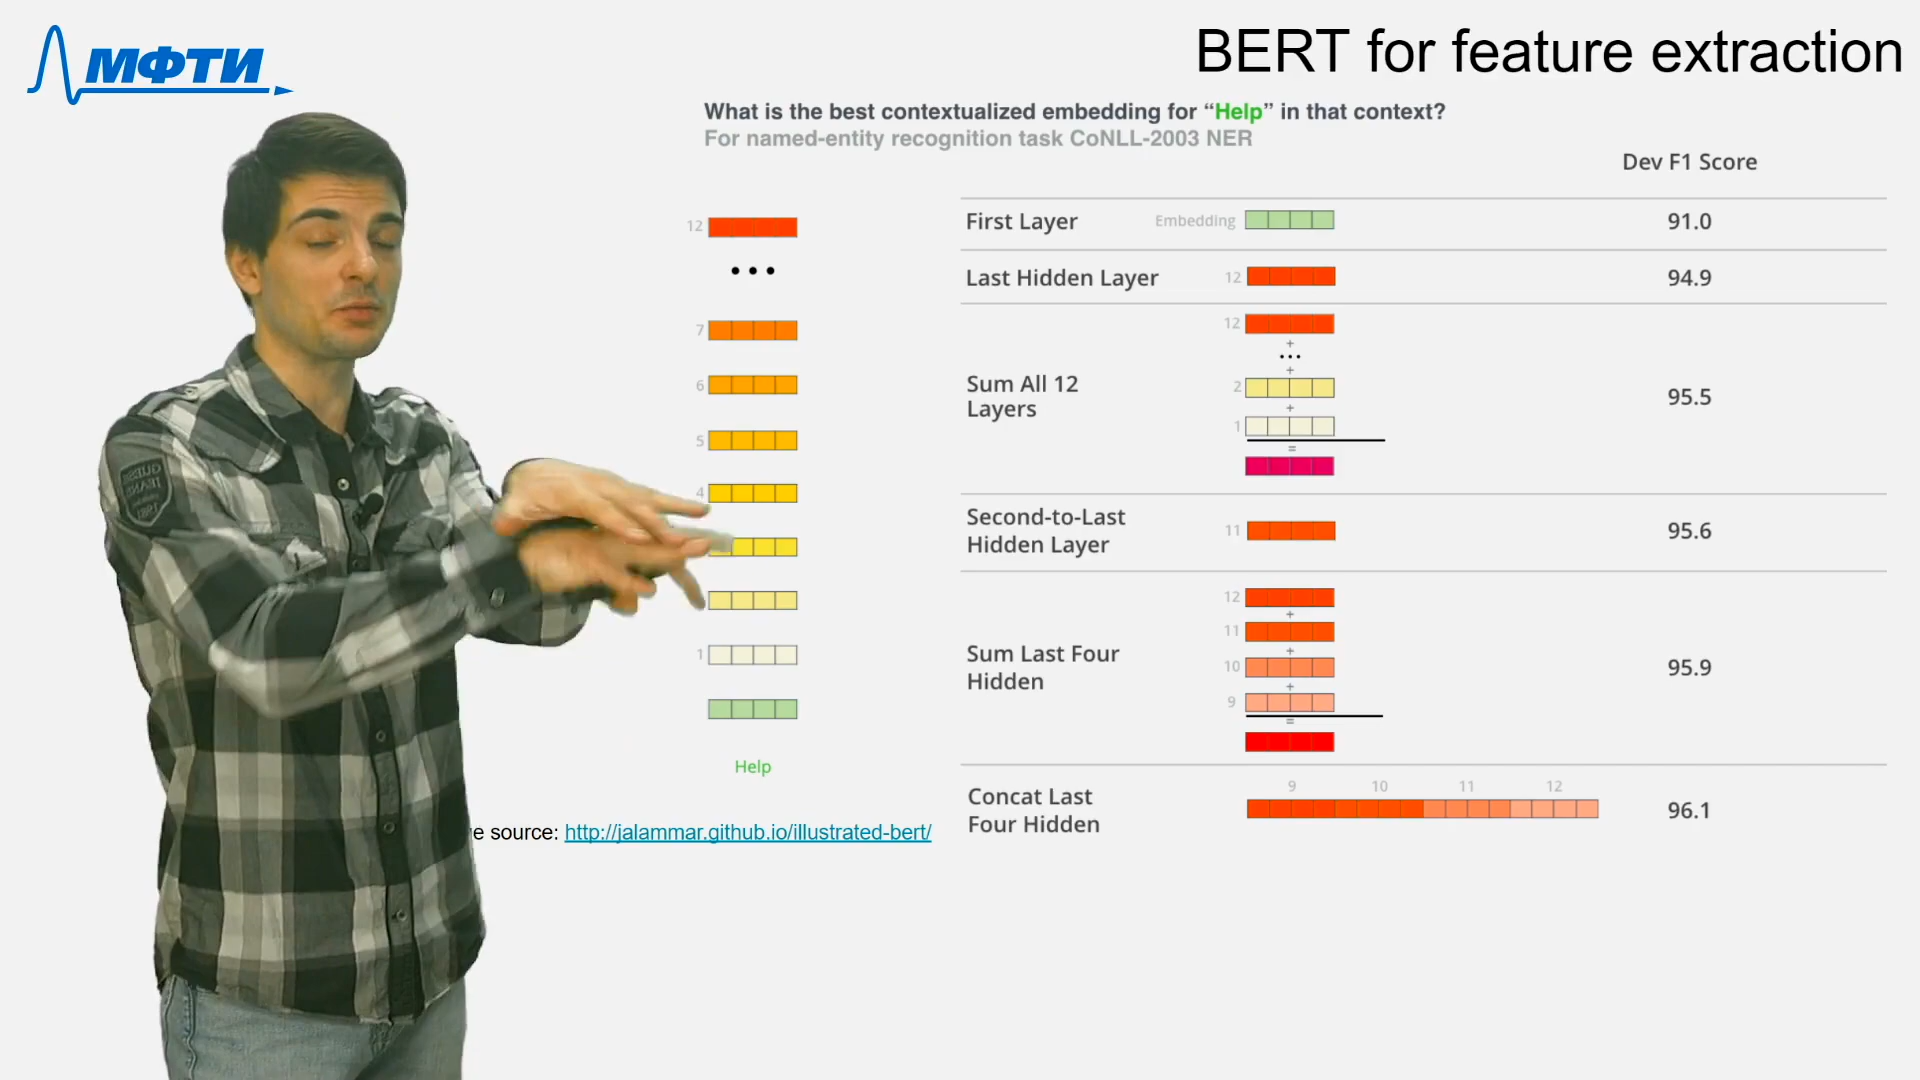 МФТИ
BERT for feature extraction
What is the best contextualized embedding for “Help” in that context?
For named-entity recognition task CoNLL-2003 NER
Dev F1 Score
12
7
6
5
4
1
Help
source: http://jalammar.github.io/illustrated-bert/
First Layer Embedding 91.0
Last Hidden Layer 12 94.9
12
+
...
+
Sum All 12
Layers
2
+
1
=
95.5
Second-to-Last
Hidden Layer
11
95.6
Sum Last Four
Hidden
12
+
11
+
10
+
9
=
95.9
9 10 11 12
Concat Last
Four Hidden
96.1